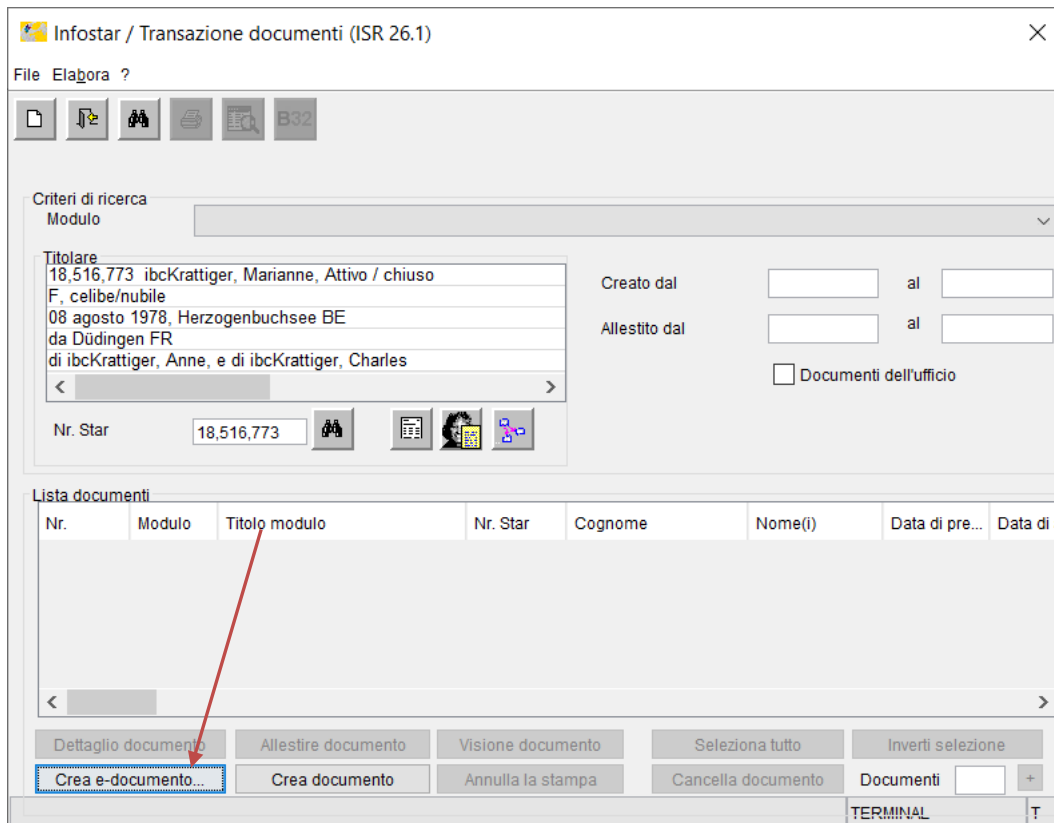 Infostar / Transazione documenti (ISR 26.1)
File Elabora ?
B32
Criteri di ricerca
Modulo
Titolare
18,516,773 ibcKrattiger, Marianne, Attivo / chiuso
F, celibe/nubile
08 agosto 1978, Herzogenbuchsee BE
da Düdingen FR
di ibcKrattiger, Anne, e di ibcKrattiger, Charles
Creato dal al
Allestito dal al
Documenti dell'ufficio
Nr. Star 18,516,773
Lista documenti
Nr. Modulo Titolo modulo Nr. Star Cognome Nome(i) Data di pre... Data di
Dettaglio documento Allestire documento Visione documento Seleziona tutto Inverti selezione
Crea e-documento... Crea documento Annulla la stampa Cancella documento Documenti +
TERMINAL T